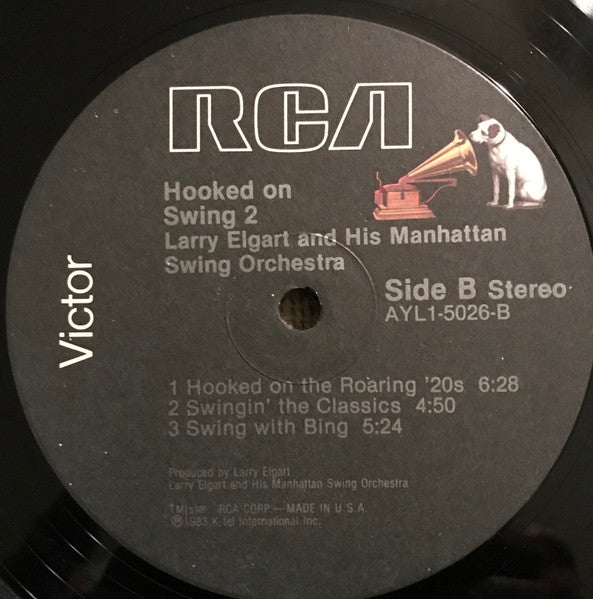 RCA
Hooked on
Swing 2
Larry Elgart and His Manhattan
Swing Orchestra
Victor
Side B Stereo
AYL1-5026-B
1 Hooked on the Roaring '20s 6:28
2 Swingin' the Classics 4:50
3 Swing with Bing 5:24
Produced by Larry Elgart
Larry Elgart and His Manhattan Swing Orchestra
TM(s)® RCA CORP.—MADE IN U.S.A.
℗1983 K-tel International Inc.